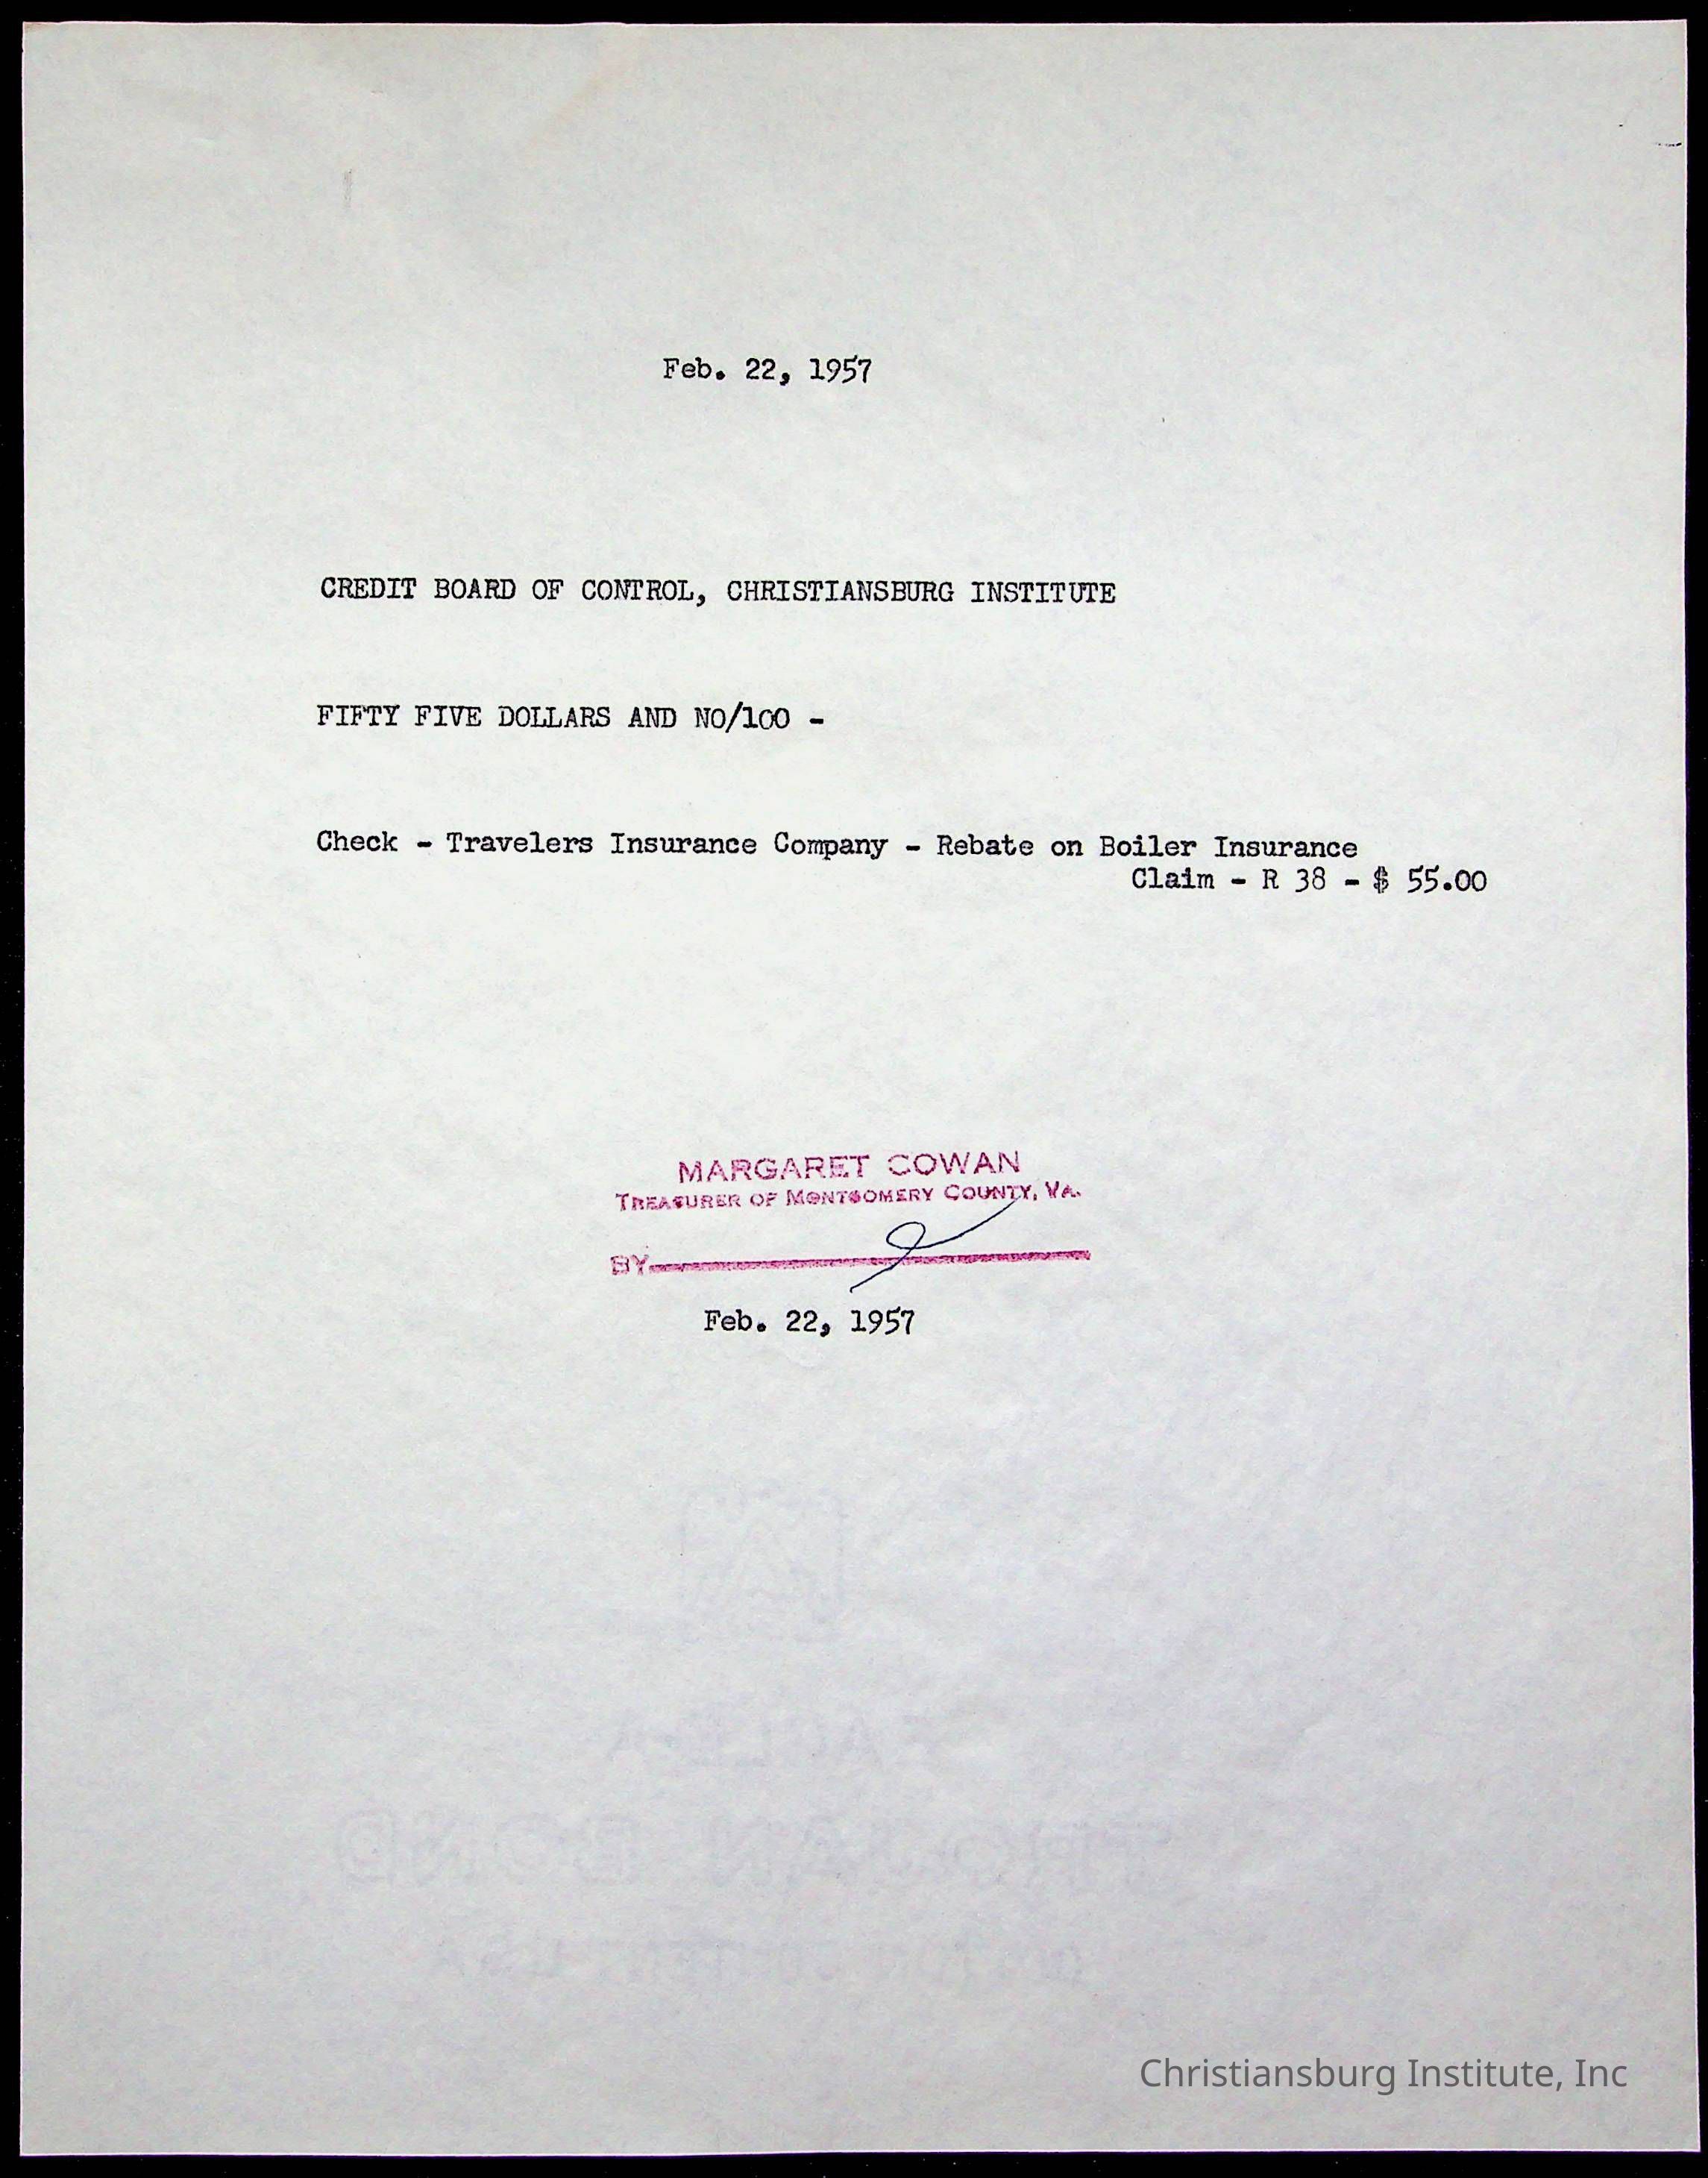 Feb. 22, 1957
CREDIT BOARD OF CONTROL, CHRISTIANSBURG INSTITUTE
FIFTY FIVE DOLLARS AND NO/100 -
Check - Travelers Insurance Company - Rebate on Boiler Insurance
Claim - R 38 - $ 55.00
MARGARET COWAN
TREASURER OF MONTGOMERY COUNTY, VA.
BY
Feb. 22, 1957
TROJAN BOND
Christiansburg Institute, Inc